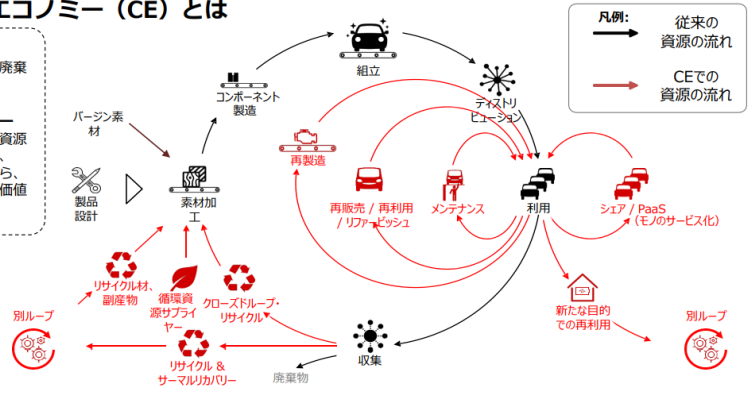 エコノミー（CE）とは
廃棄
ー
資源
、
ら、
価値
凡例:
従来の
資源の流れ
CEでの
資源の流れ
組立
コンポーネント
製造
ディストリ
ビューション
バージン素
材
再製造
製品
設計
素材加
工
再販売 / 再利用
/ リファービッシュ
メンテナンス
利用
シェア / PaaS
（モノのサービス化）
リサイクル材、
副産物
循環資
源サプライ
ヤー
クローズドループ・
リサイクル
新たな目的
での再利用
別ループ
別ループ
リサイクル &
サーマルリカバリー
収集
廃棄物